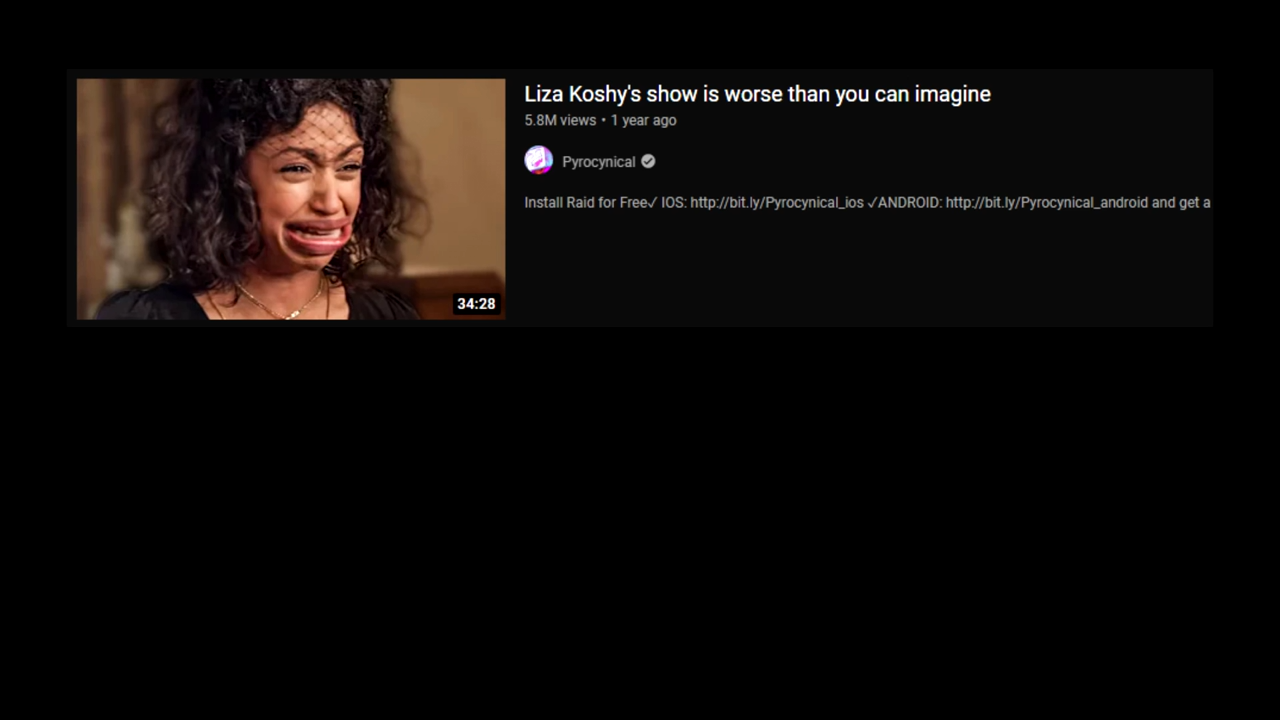 Liza Koshy's show is worse than you can imagine
5.8M views • 1 year ago
Pyrocynical
Install Raid for Free✓ IOS: http://bit.ly/Pyrocynical_ios ✓ANDROID: http://bit.ly/Pyrocynical_android and get a
34:28